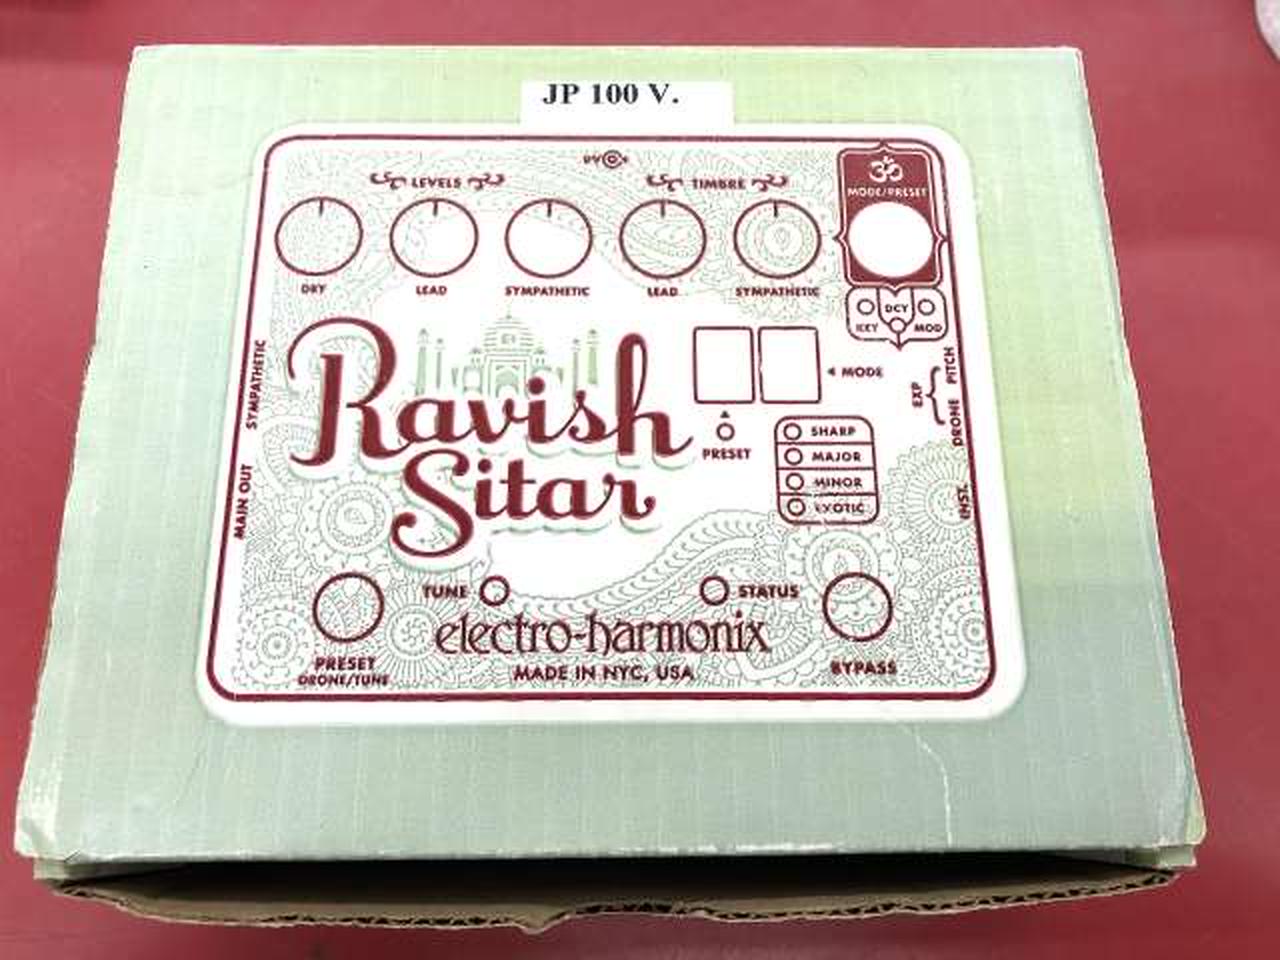 JP 100 V.
9V
LEVELS
TIMBRE
ॐ
MODE/PRESET
DRY
LEAD
SYMPATHETIC
LEAD
SYMPATHETIC
KEY
DCY
MOD
SYMPATHETIC
MAIN OUT
Ravish
Sitar
MODE
PRESET
SHARP
MAJOR
MINOR
EXOTIC
EXP
PITCH
DRONE
INST.
TUNE
STATUS
electro-harmonix
MADE IN NYC, USA
PRESET
DRONE/TUNE
BYPASS